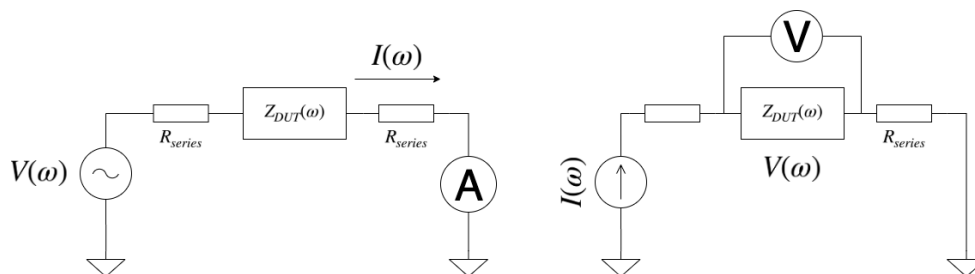 I(ω)
Z_DUT(ω)
R_series
R_series
V(ω)
A
V
Z_DUT(ω)
R_series
V(ω)
I(ω)